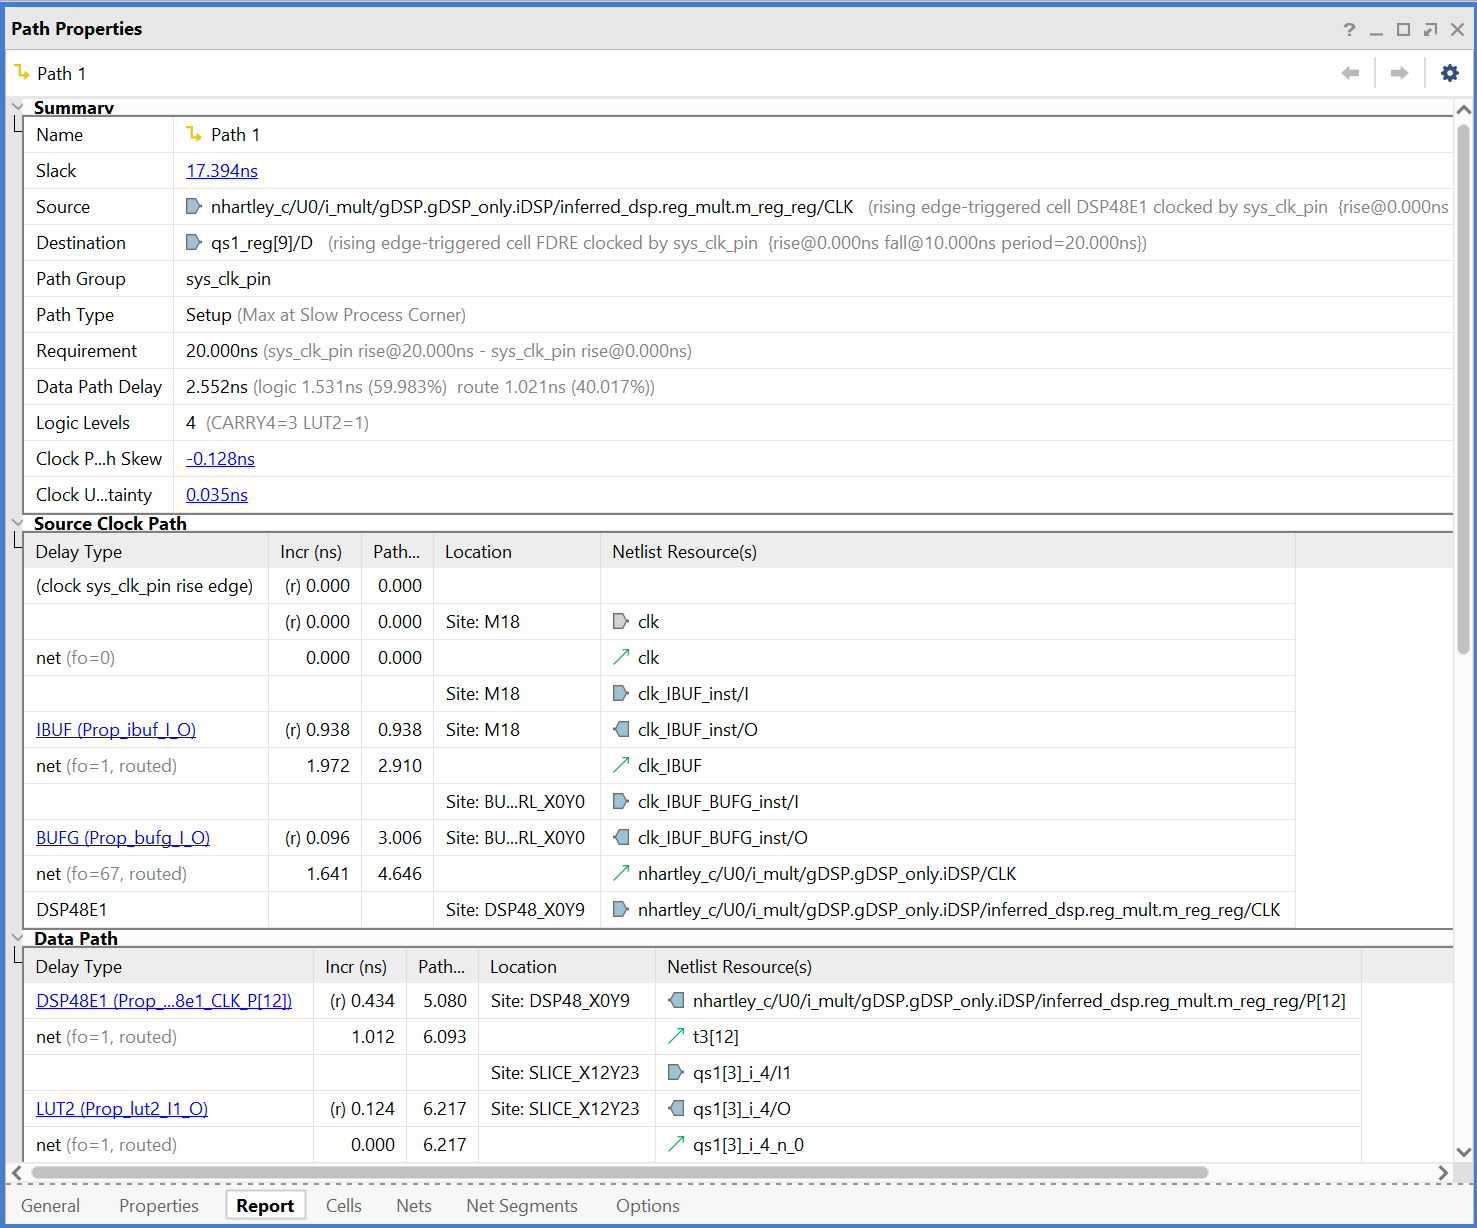 Path Properties
Path 1
Summary
Name Path 1
Slack 17.394ns
Source nhartley_c/U0/i_mult/gDSP.gDSP_only.iDSP/inferred_dsp.reg_mult.m_reg_reg/CLK (rising edge-triggered cell DSP48E1 clocked by sys_clk_pin {rise@0.000ns
Destination qs1_reg[9]/D (rising edge-triggered cell FDRE clocked by sys_clk_pin {rise@0.000ns fall@10.000ns period=20.000ns})
Path Group sys_clk_pin
Path Type Setup (Max at Slow Process Corner)
Requirement 20.000ns (sys_clk_pin rise@20.000ns - sys_clk_pin rise@0.000ns)
Data Path Delay 2.552ns (logic 1.531ns (59.983%) route 1.021ns (40.017%))
Logic Levels 4 (CARRY4=3 LUT2=1)
Clock P...h Skew -0.128ns
Clock U...tainty 0.035ns
Source Clock Path
Delay Type Incr (ns) Path... Location Netlist Resource(s)
(clock sys_clk_pin rise edge) (r) 0.000 0.000
(r) 0.000 0.000 Site: M18 clk
net (fo=0) 0.000 0.000 clk
Site: M18 clk_IBUF_inst/I
IBUF (Prop_ibuf_I_O) (r) 0.938 0.938 Site: M18 clk_IBUF_inst/O
net (fo=1, routed) 1.972 2.910 clk_IBUF
Site: BU...RL_X0Y0 clk_IBUF_BUFG_inst/I
BUFG (Prop_bufg_I_O) (r) 0.096 3.006 Site: BU...RL_X0Y0 clk_IBUF_BUFG_inst/O
net (fo=67, routed) 1.641 4.646 nhartley_c/U0/i_mult/gDSP.gDSP_only.iDSP/CLK
DSP48E1 Site: DSP48_X0Y9 nhartley_c/U0/i_mult/gDSP.gDSP_only.iDSP/inferred_dsp.reg_mult.m_reg_reg/CLK
Data Path
Delay Type Incr (ns) Path... Location Netlist Resource(s)
DSP48E1 (Prop_...8e1_CLK_P[12]) (r) 0.434 5.080 Site: DSP48_X0Y9 nhartley_c/U0/i_mult/gDSP.gDSP_only.iDSP/inferred_dsp.reg_mult.m_reg_reg/P[12]
net (fo=1, routed) 1.012 6.093 t3[12]
Site: SLICE_X12Y23 qs1[3]_i_4/I1
LUT2 (Prop_lut2_I1_O) (r) 0.124 6.217 Site: SLICE_X12Y23 qs1[3]_i_4/O
net (fo=1, routed) 0.000 6.217 qs1[3]_i_4_n_0
General Properties Report Cells Nets Net Segments Options